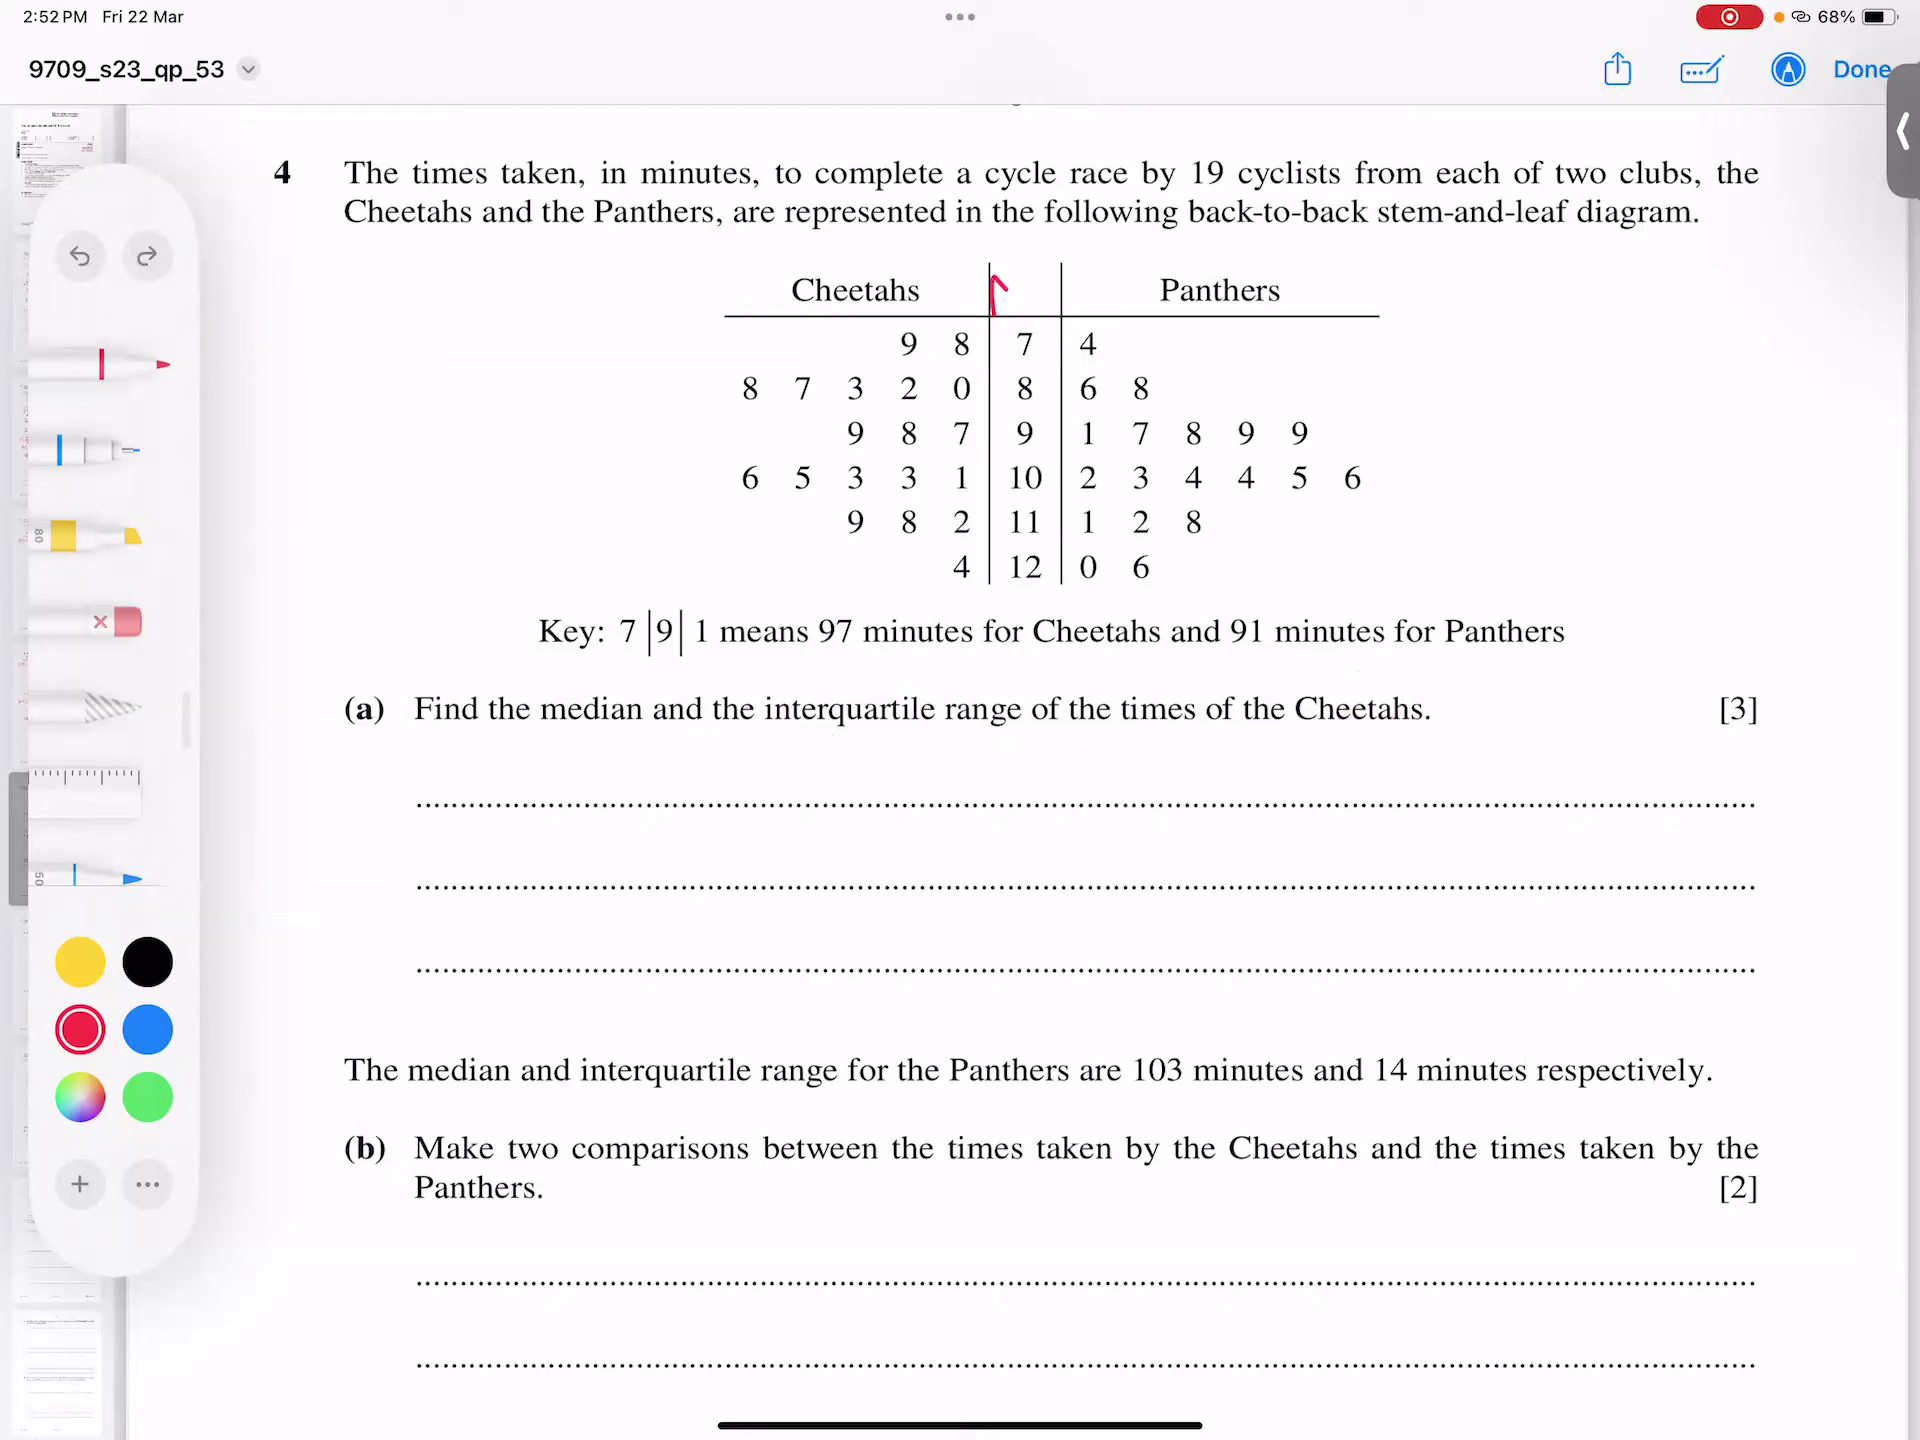 2:52 PM Fri 22 Mar
68%
9709_s23_qp_53
Done
4 The times taken, in minutes, to complete a cycle race by 19 cyclists from each of two clubs, the
Cheetahs and the Panthers, are represented in the following back-to-back stem-and-leaf diagram.
Cheetahs Panthers
9 8 7 4
8 7 3 2 0 8 6 8
9 8 7 9 1 7 8 9 9
6 5 3 3 1 10 2 3 4 4 5 6
9 8 2 11 1 2 8
4 12 0 6
Key: 7 |9| 1 means 97 minutes for Cheetahs and 91 minutes for Panthers
(a) Find the median and the interquartile range of the times of the Cheetahs. [3]
The median and interquartile range for the Panthers are 103 minutes and 14 minutes respectively.
(b) Make two comparisons between the times taken by the Cheetahs and the times taken by the
Panthers. [2]
80
50